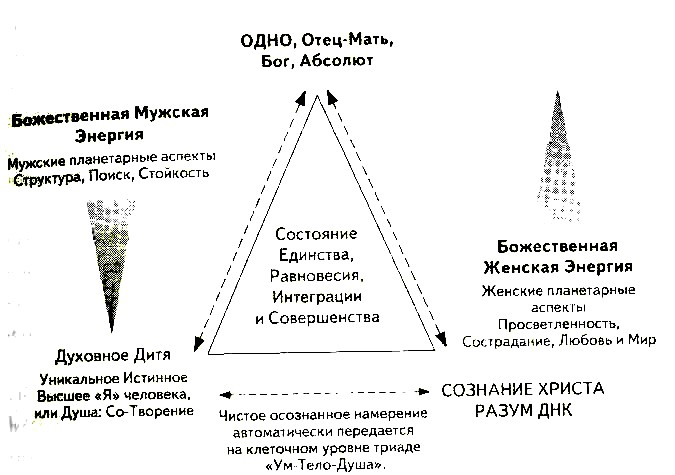 ОДНО, Отец-Мать,
Бог, Абсолют
Божественная Мужская
Энергия
Мужские планетарные аспекты
Структура, Поиск, Стойкость
Состояние
Единства,
Равновесия,
Интеграции
и Совершенства
Божественная
Женская Энергия
Женские планетарные
аспекты
Просветленность,
Сострадание, Любовь и Мир
Духовное Дитя
Уникальное Истинное
Высшее «Я» человека,
или Душа: Со-Творение
Чистое осознанное намерение
автоматически передается
на клеточном уровне триаде
«Ум-Тело-Душа».
СОЗНАНИЕ ХРИСТА
РАЗУМ ДНК